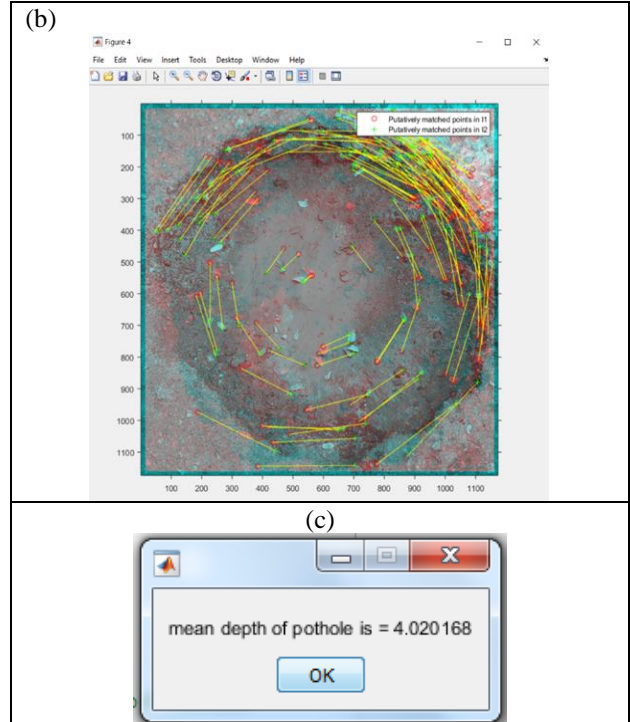 (b)
Figure 4
File Edit View Insert Tools Desktop Window Help
Putatively matched points in I1
Putatively matched points in I2
100
200
300
400
500
600
700
800
900
1000
1100
100 200 300 400 500 600 700 800 900 1000 1100
(c)
mean depth of pothole is = 4.020168
OK